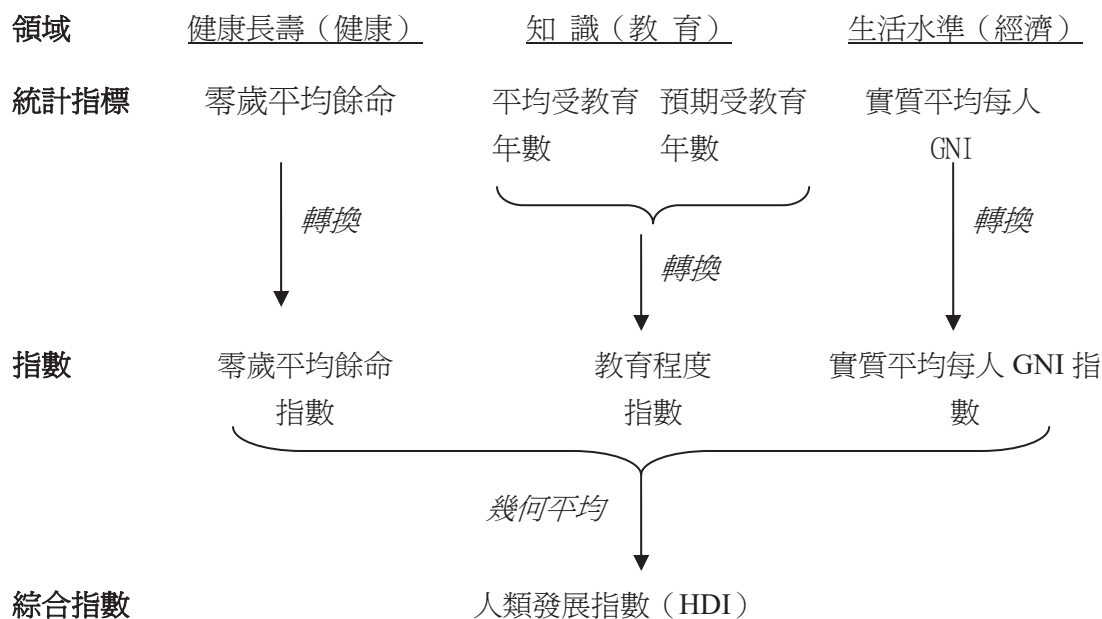 領域 健康長壽（健康） 知 識（教 育） 生活水準（經濟）
統計指標 零歲平均餘命 平均受教育 預期受教育 實質平均每人
年數 年數 GNI
轉換 轉換
轉換
指數 零歲平均餘命 教育程度 實質平均每人 GNI 指
指數 指數 數
幾何平均
綜合指數 人類發展指數（HDI）